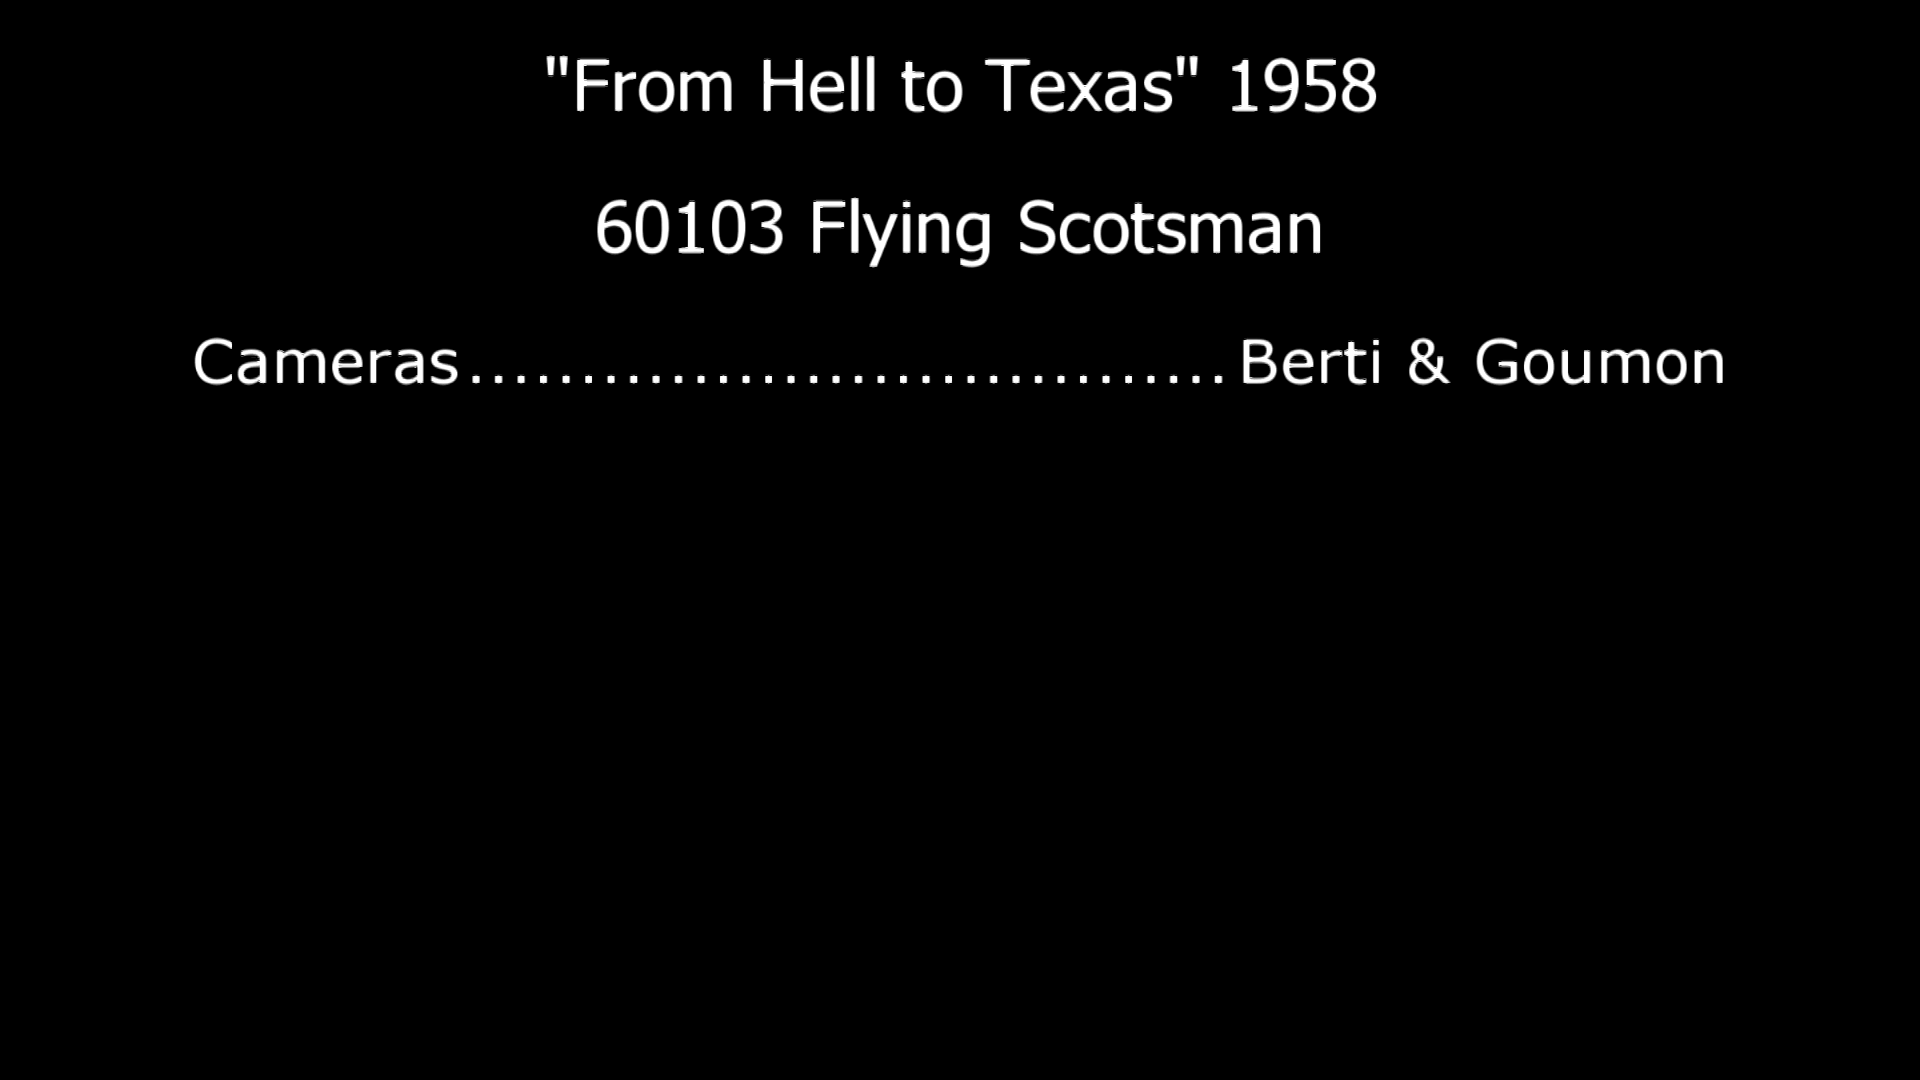 "From Hell to Texas" 1958
60103 Flying Scotsman
Cameras..................................Berti & Goumon